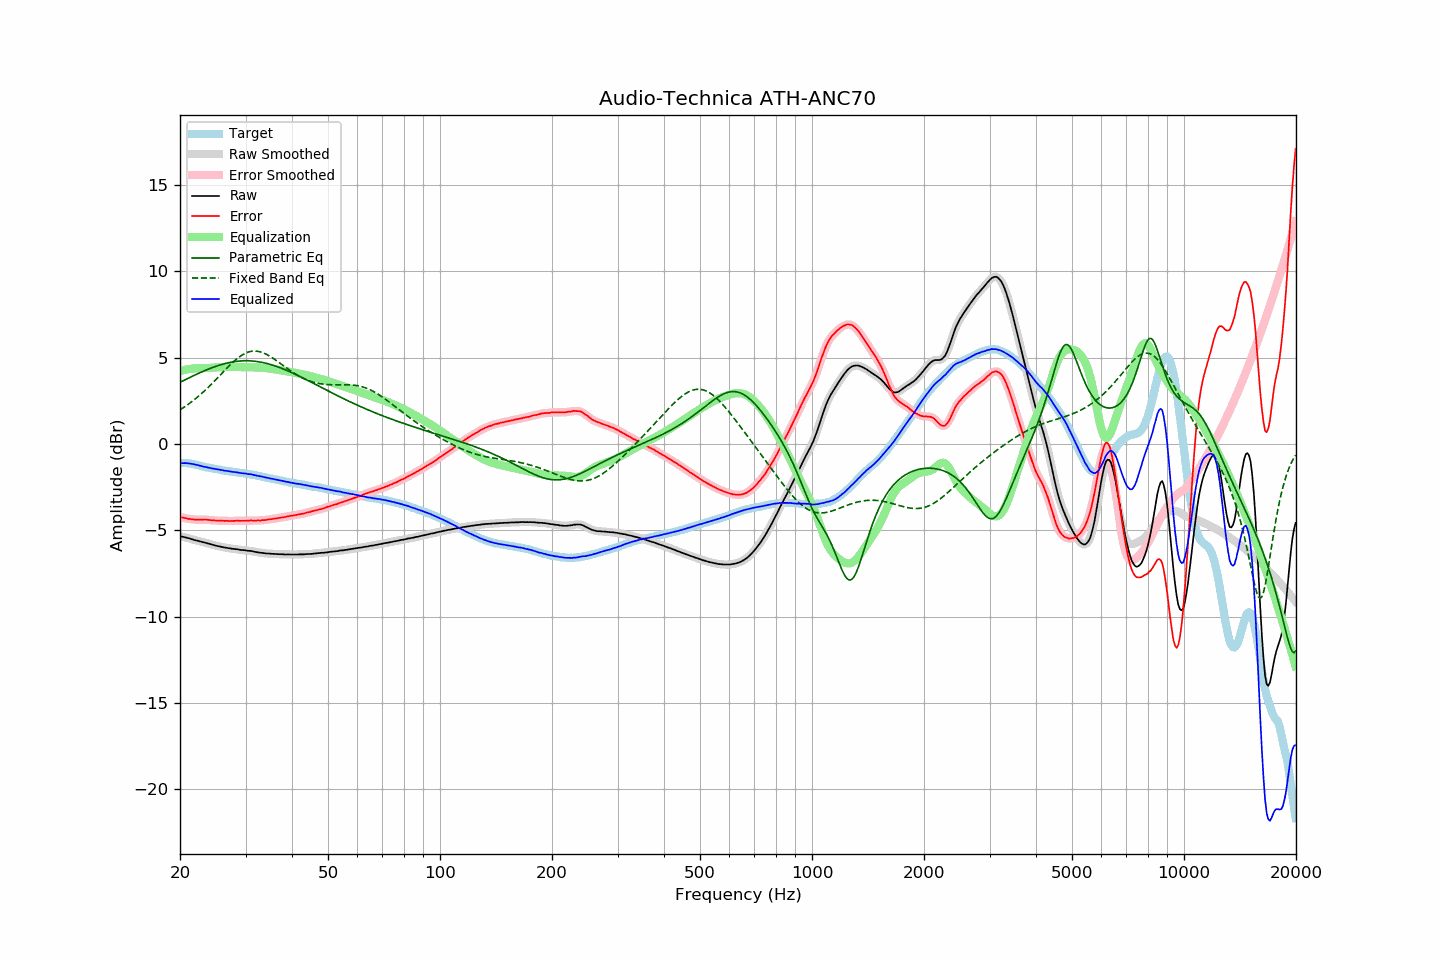 Audio-Technica ATH-ANC70
Target
Raw Smoothed
Error Smoothed
Raw
Error
Equalization
Parametric Eq
Fixed Band Eq
Equalized
15
10
5
0
−5
−10
−15
−20
Amplitude (dBr)
20 50 100 200 500 1000 2000 5000 10000 20000
Frequency (Hz)